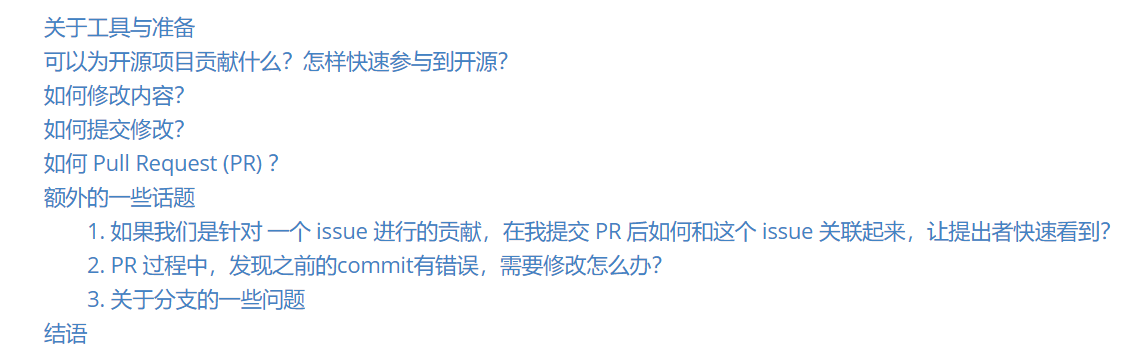 关于工具与准备
可以为开源项目贡献什么？怎样快速参与到开源？
如何修改内容？
如何提交修改？
如何 Pull Request (PR) ？
额外的一些话题
1. 如果我们是针对 一个 issue 进行的贡献，在我提交 PR 后如何和这个 issue 关联起来，让提出者快速看到？
2. PR 过程中，发现之前的commit有错误，需要修改怎么办？
3. 关于分支的一些问题
结语